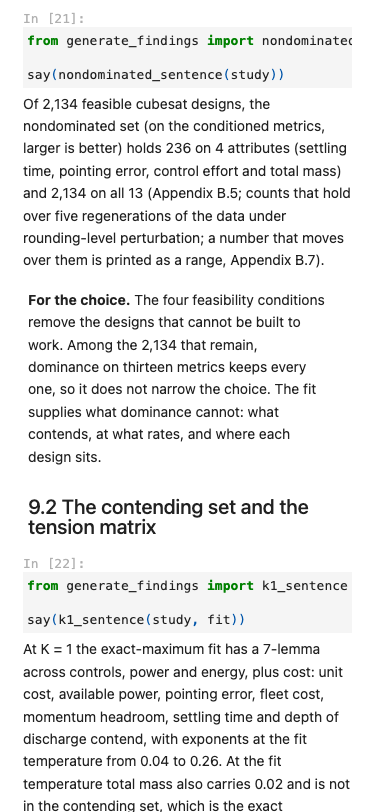 In [21]:
from generate_findings import nondominated
say(nondominated_sentence(study))
Of 2,134 feasible cubesat designs, the
nondominated set (on the conditioned metrics,
larger is better) holds 236 on 4 attributes (settling
time, pointing error, control effort and total mass)
and 2,134 on all 13 (Appendix B.5; counts that hold
over five regenerations of the data under
rounding-level perturbation; a number that moves
over them is printed as a range, Appendix B.7).
For the choice. The four feasibility conditions
remove the designs that cannot be built to
work. Among the 2,134 that remain,
dominance on thirteen metrics keeps every
one, so it does not narrow the choice. The fit
supplies what dominance cannot: what
contends, at what rates, and where each
design sits.
9.2 The contending set and the
tension matrix
In [22]:
from generate_findings import k1_sentence
say(k1_sentence(study, fit))
At K = 1 the exact-maximum fit has a 7-lemma
across controls, power and energy, plus cost: unit
cost, available power, pointing error, fleet cost,
momentum headroom, settling time and depth of
discharge contend, with exponents at the fit
temperature from 0.04 to 0.26. At the fit
temperature total mass also carries 0.02 and is not
in the contending set, which is the exact